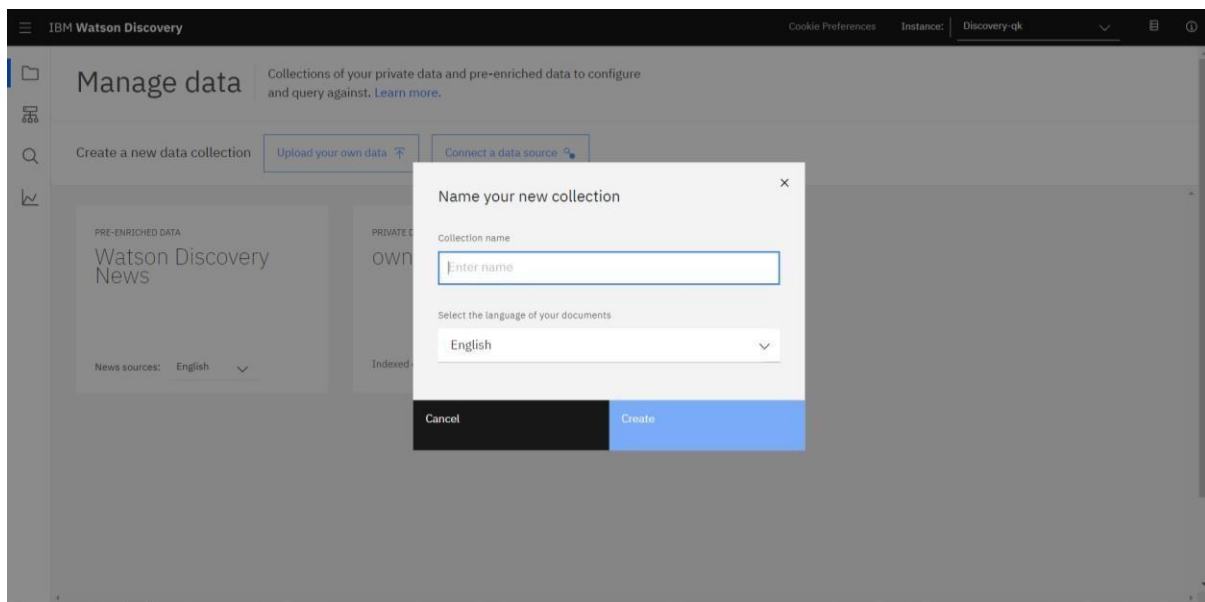 IBM Watson Discovery
Cookie Preferences
Instance:
Discovery-qk
Manage data
Collections of your private data and pre-enriched data to configure
and query against. Learn more.
Create a new data collection
Upload your own data
Connect a data source
PRE-ENRICHED DATA
Watson Discovery
News
News sources: English
PRIVATE
own
Indexed
Name your new collection
Collection name
Enter name
Select the language of your documents
English
Cancel
Create